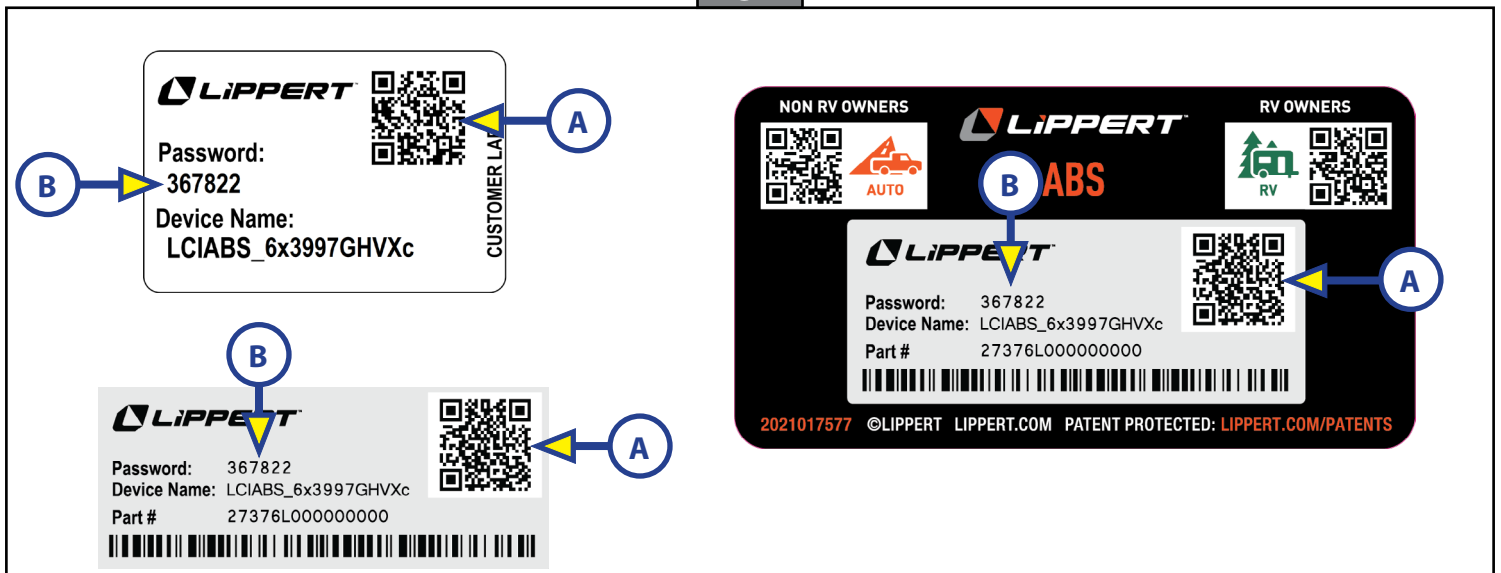 LIPPERT
Password:
367822
Device Name:
LCIABS_6x3997GHVXc
A
B
B
LIPPERT
Password: 367822
Device Name: LCIABS_6x3997GHVXc
Part # 27376L000000000
A
NON RV OWNERS
AUTO
LIPPERT
ABS
RV OWNERS
RV
B
LIPPERT
Password: 367822
Device Name: LCIABS_6x3997GHVXc
Part # 27376L000000000
A
2021017577 ©LIPPERT LIPPERT.COM PATENT PROTECTED: LIPPERT.COM/PATENTS
CUSTOMER